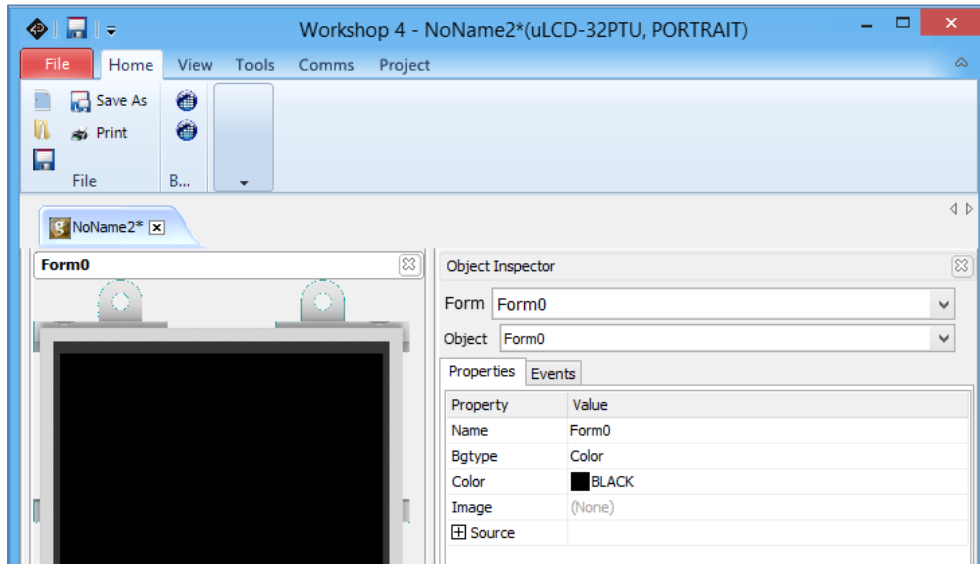 Workshop 4 - NoName2*(uLCD-32PTU, PORTRAIT)
File Home View Tools Comms Project
Save As
Print
File B...
NoName2*
Form0
Object Inspector
Form Form0
Object Form0
Properties Events
Property Value
Name Form0
Bgtype Color
Color BLACK
Image (None)
Source